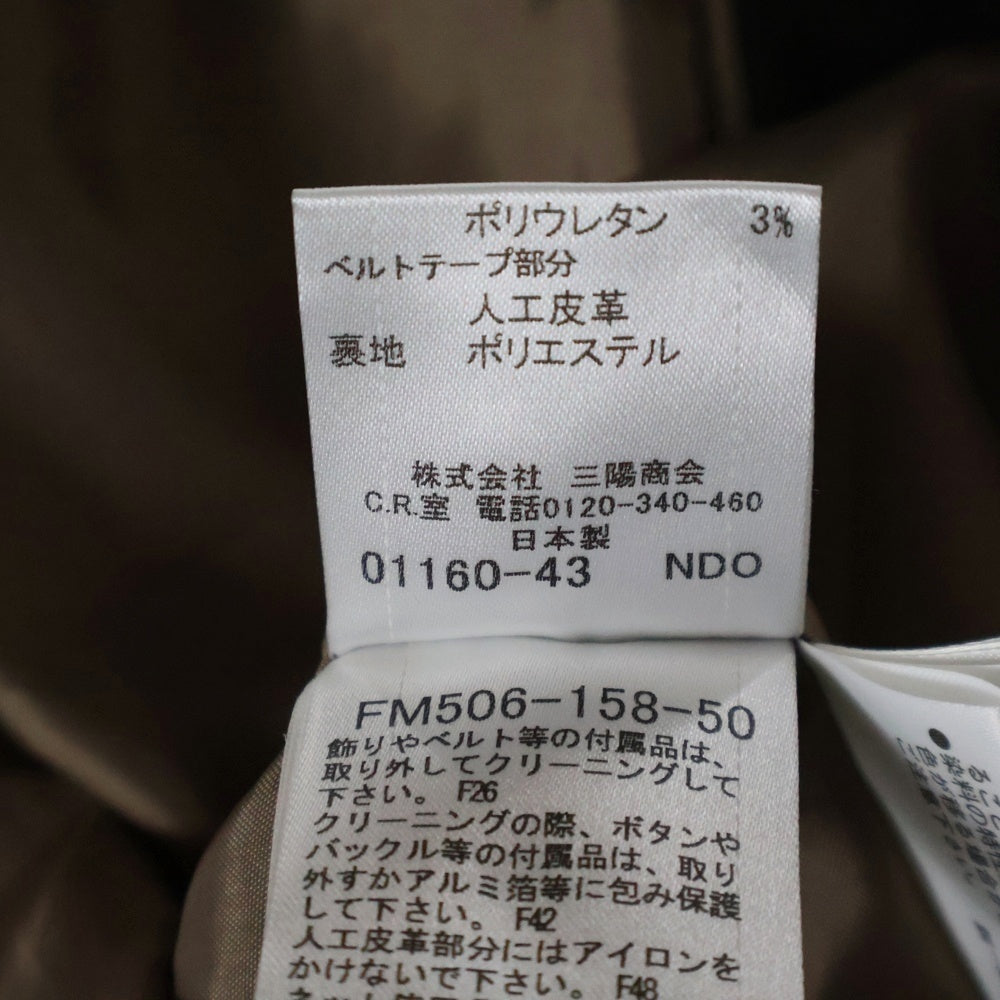 ポリウレタン 3%
ベルトテープ部分
人工皮革
裏地 ポリエステル
株式会社 三陽商会
C.R.室 電話0120-340-460
日本製
01160-43 NDO
FM506-158-50
飾りやベルト等の付属品は、
取り外してクリーニングして
下さい。 F26
クリーニングの際、ボタンや
バックル等の付属品は、取り
外すかアルミ箔等に包み保護
して下さい。 F42
人工皮革部分にはアイロンを
かけないで下さい。 F48